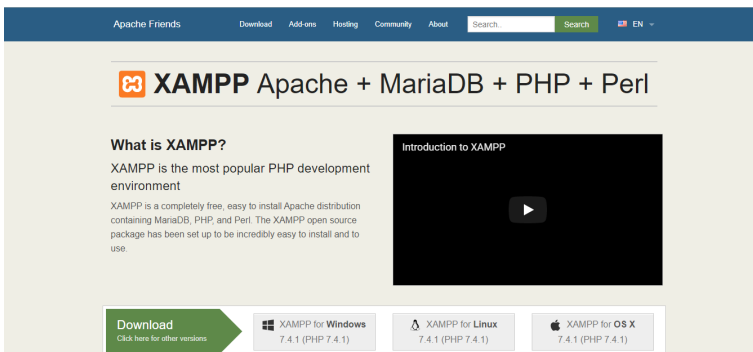 Apache Friends Download Add-ons Hosting Community About Search.. Search EN
XAMPP Apache + MariaDB + PHP + Perl
What is XAMPP?
XAMPP is the most popular PHP development
environment
XAMPP is a completely free, easy to install Apache distribution
containing MariaDB, PHP, and Perl. The XAMPP open source
package has been set up to be incredibly easy to install and to
use.
Introduction to XAMPP
Download
Click here for other versions
XAMPP for Windows
7.4.1 (PHP 7.4.1)
XAMPP for Linux
7.4.1 (PHP 7.4.1)
XAMPP for OS X
7.4.1 (PHP 7.4.1)